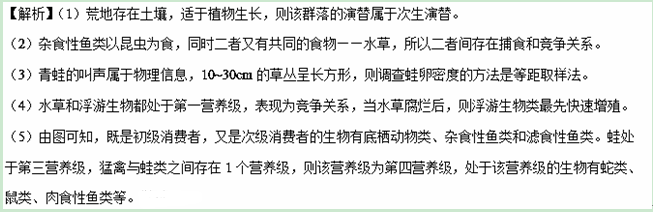 【解析】（1）荒地存在土壤，适于植物生长，则该群落的演替属于次生演替。
（2）杂食性鱼类以昆虫为食，同时二者又有共同的食物——水草，所以二者间存在捕食和竞争关系。
（3）青蛙的叫声属于物理信息，10~30cm 的草丛呈长方形，则调查蛙卵密度的方法是等距取样法。
（4）水草和浮游生物都处于第一营养级，表现为竞争关系，当水草腐烂后，则浮游生物类最先快速增殖。
（5）由图可知，既是初级消费者，又是次级消费者的生物有底栖动物类、杂食性鱼类和滤食性鱼类。蛙处
于第三营养级，猛禽与蛙类之间存在 1 个营养级，则该营养级为第四营养级，处于该营养级的生物有蛇类、
鼠类、肉食性鱼类等。